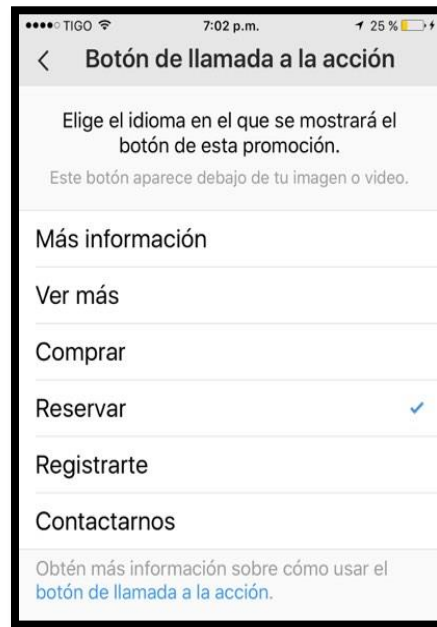 TIGO 7:02 p.m. 25 %
Botón de llamada a la acción
Elige el idioma en el que se mostrará el
botón de esta promoción.
Este botón aparece debajo de tu imagen o video.
Más información
Ver más
Comprar
Reservar
Registrarte
Contactarnos
Obtén más información sobre cómo usar el
botón de llamada a la acción.